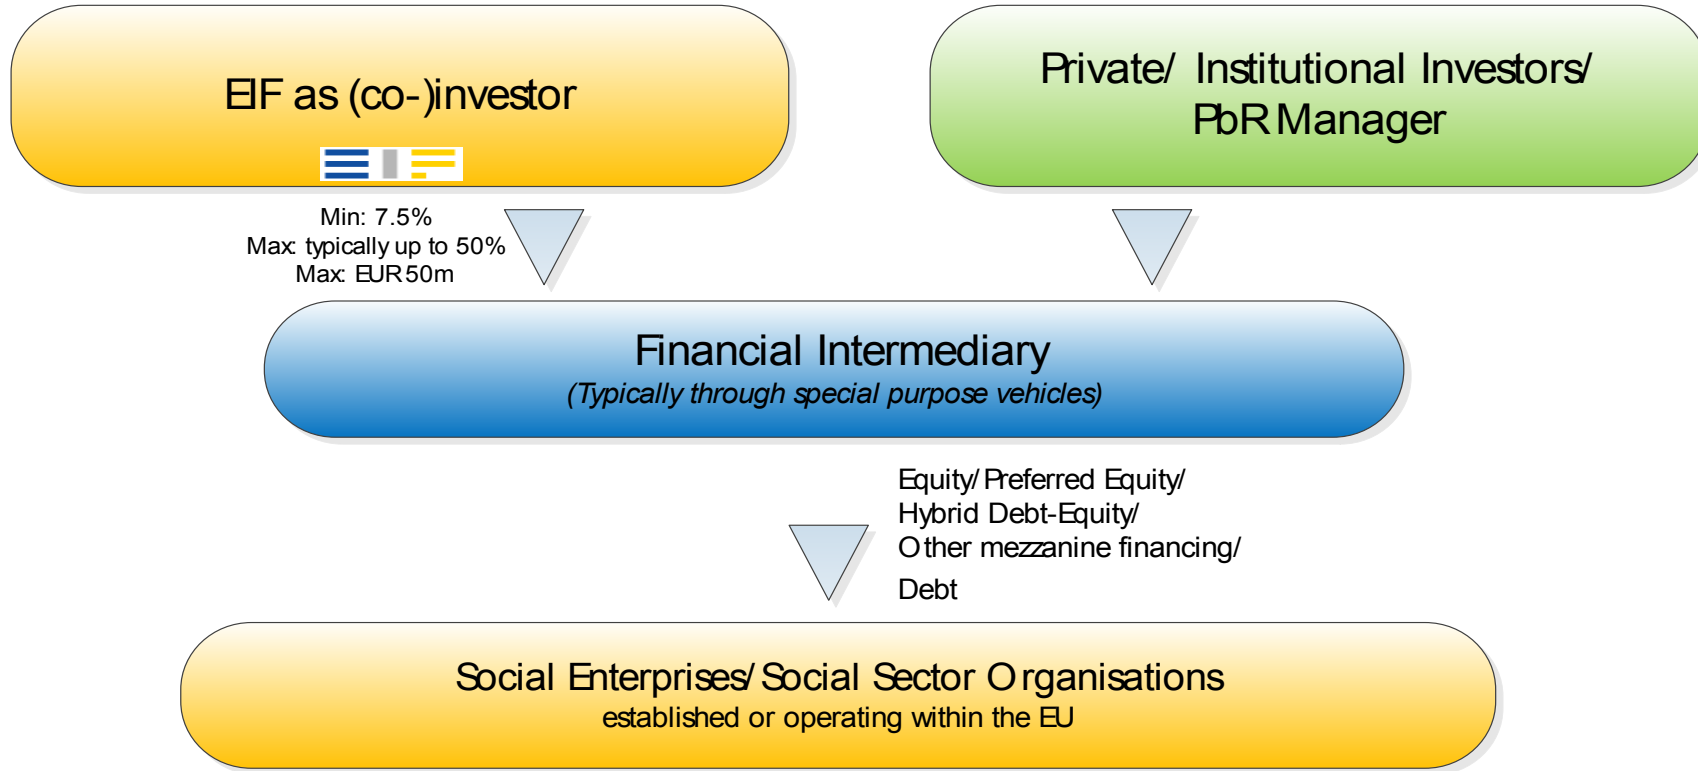 EIF as (co-)investor
Private/ Institutional Investors/
PbR Manager
EIF
Min: 7.5%
Max: typically up to 50%
Max: EUR 50m
Financial Intermediary
(Typically through special purpose vehicles)
Equity/ Preferred Equity/
Hybrid Debt-Equity/
Other mezzanine financing/
Debt
Social Enterprises/ Social Sector Organisations
established or operating within the EU